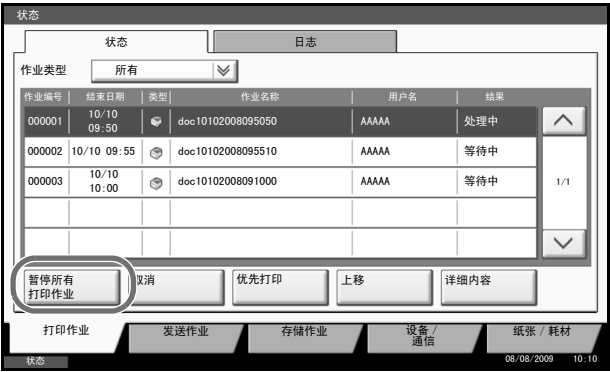 状态
状态 日志
作业类型 所有
作业编号 结束日期 类型 作业名称 用户名 结果
000001 10/10 09:50 doc10102008095050 AAAAA 处理中
000002 10/10 09:55 doc10102008095510 AAAAA 等待中
000003 10/10 10:00 doc10102008091000 AAAAA 等待中
1/1
暂停所有
打印作业
取消 优先打印 上移 详细内容
打印作业 发送作业 存储作业 设备/
通信
纸张 / 耗材
状态 08/08/2009 10:10